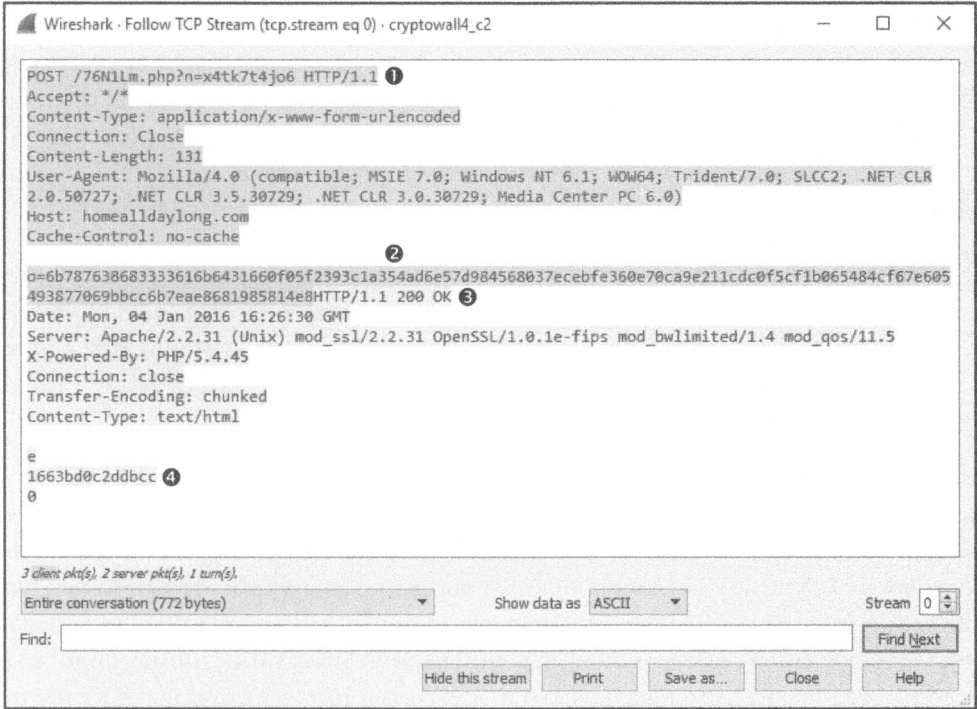 Wireshark · Follow TCP Stream (tcp.stream eq 0) · cryptowall4_c2
POST /76N1Lm.php?n=x4tk7t4jo6 HTTP/1.1 ❶
Accept: */*
Content-Type: application/x-www-form-urlencoded
Connection: Close
Content-Length: 131
User-Agent: Mozilla/4.0 (compatible; MSIE 7.0; Windows NT 6.1; WOW64; Trident/7.0; SLCC2; .NET CLR
2.0.50727; .NET CLR 3.5.30729; .NET CLR 3.0.30729; Media Center PC 6.0)
Host: homealldaylong.com
Cache-Control: no-cache
❷
o=6b787638683333616b6431660f05f2393c1a354ad6e57d984568037ecebfe360e70ca9e211cdc0f5cf1b065484cf67e605
493877069bbcc6b7eae8681985814e8HTTP/1.1 200 OK ❸
Date: Mon, 04 Jan 2016 16:26:30 GMT
Server: Apache/2.2.31 (Unix) mod_ssl/2.2.31 OpenSSL/1.0.1e-fips mod_bwlimited/1.4 mod_qos/11.5
X-Powered-By: PHP/5.4.45
Connection: close
Transfer-Encoding: chunked
Content-Type: text/html
e
1663bd0c2ddbcc ❹
0
3 client pkt(s), 2 server pkt(s), 1 turn(s).
Entire conversation (772 bytes) Show data as ASCII Stream 0
Find: Find Next
Hide this stream Print Save as... Close Help